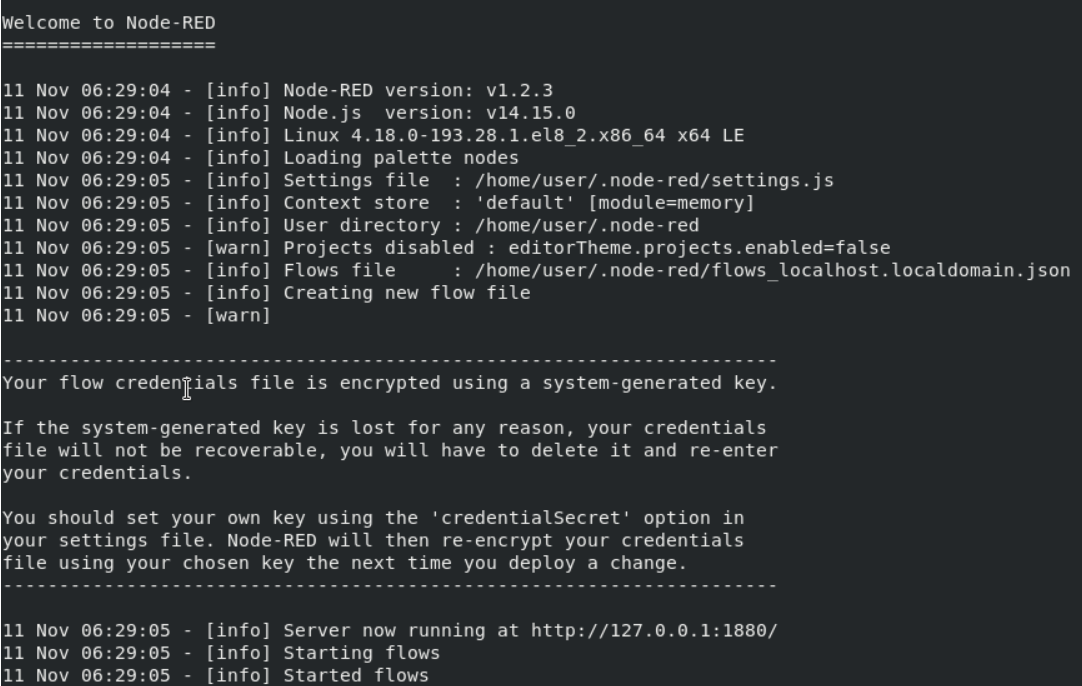 Welcome to Node-RED
===================
11 Nov 06:29:04 - [info] Node-RED version: v1.2.3
11 Nov 06:29:04 - [info] Node.js  version: v14.15.0
11 Nov 06:29:04 - [info] Linux 4.18.0-193.28.1.el8_2.x86_64 x64 LE
11 Nov 06:29:04 - [info] Loading palette nodes
11 Nov 06:29:05 - [info] Settings file  : /home/user/.node-red/settings.js
11 Nov 06:29:05 - [info] Context store  : 'default' [module=memory]
11 Nov 06:29:05 - [info] User directory : /home/user/.node-red
11 Nov 06:29:05 - [warn] Projects disabled : editorTheme.projects.enabled=false
11 Nov 06:29:05 - [info] Flows file     : /home/user/.node-red/flows_localhost.localdomain.json
11 Nov 06:29:05 - [info] Creating new flow file
11 Nov 06:29:05 - [warn]
---------------------------------------------------------------------
Your flow credentials file is encrypted using a system-generated key.
If the system-generated key is lost for any reason, your credentials
file will not be recoverable, you will have to delete it and re-enter
your credentials.
You should set your own key using the 'credentialSecret' option in
your settings file. Node-RED will then re-encrypt your credentials
file using your chosen key the next time you deploy a change.
---------------------------------------------------------------------
11 Nov 06:29:05 - [info] Server now running at http://127.0.0.1:1880/
11 Nov 06:29:05 - [info] Starting flows
11 Nov 06:29:05 - [info] Started flows